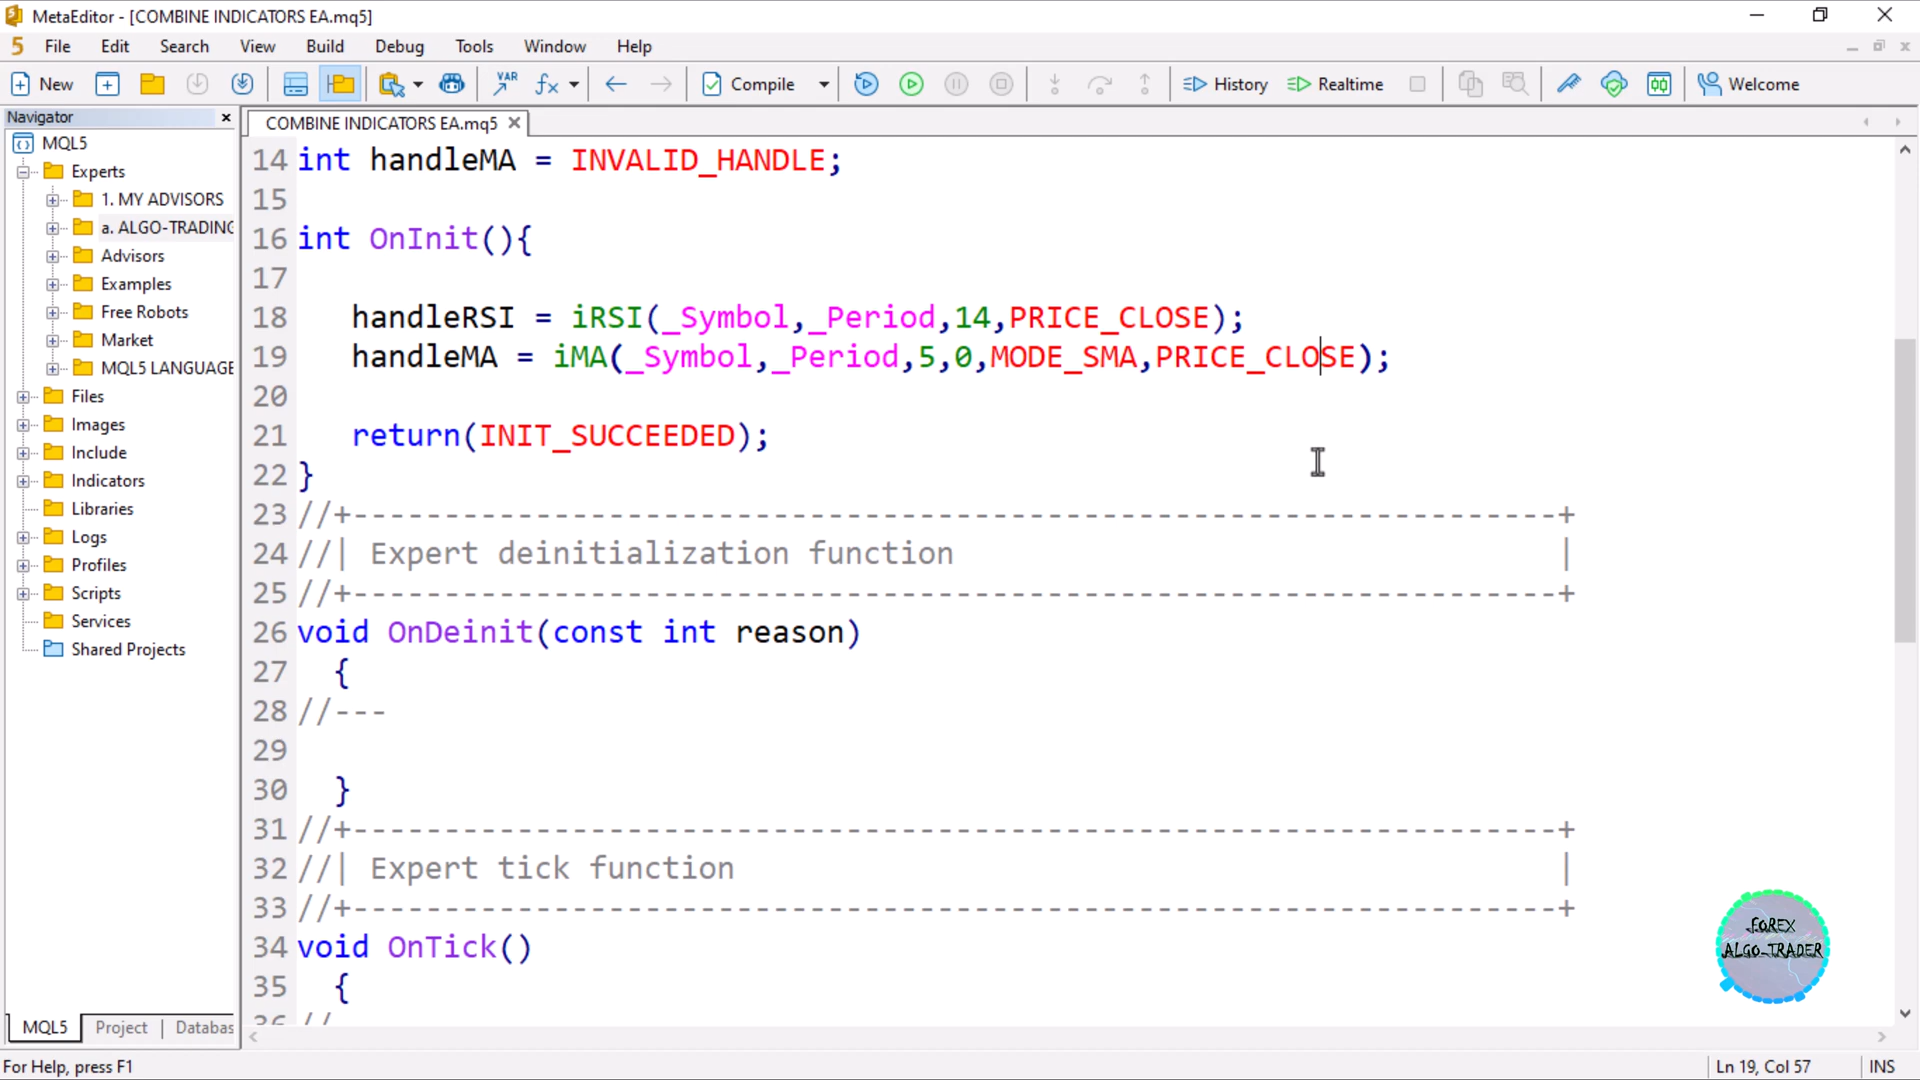 MetaEditor - [COMBINE INDICATORS EA.mq5]
5 File Edit Search View Build Debug Tools Window Help
New VAR fx Compile History Realtime Welcome
Navigator
COMBINE INDICATORS EA.mq5
MQL5
Experts
1. MY ADVISORS
a. ALGO-TRADING
Advisors
Examples
Free Robots
Market
MQL5 LANGUAGE
Files
Images
Include
Indicators
Libraries
Logs
Profiles
Scripts
Services
Shared Projects
14 int handleMA = INVALID_HANDLE;
15
16 int OnInit(){
17
18 handleRSI = iRSI(_Symbol,_Period,14,PRICE_CLOSE);
19 handleMA = iMA(_Symbol,_Period,5,0,MODE_SMA,PRICE_CLOSE);
20
21 return(INIT_SUCCEEDED);
22 }
23 //+------------------------------------------------------------------+
24 //| Expert deinitialization function |
25 //+------------------------------------------------------------------+
26 void OnDeinit(const int reason)
27 {
28 //---
29
30 }
31 //+------------------------------------------------------------------+
32 //| Expert tick function |
33 //+------------------------------------------------------------------+
34 void OnTick()
35 {
FOREX
ALGO-TRADER
MQL5 Project Databas
For Help, press F1
Ln 19, Col 57 INS